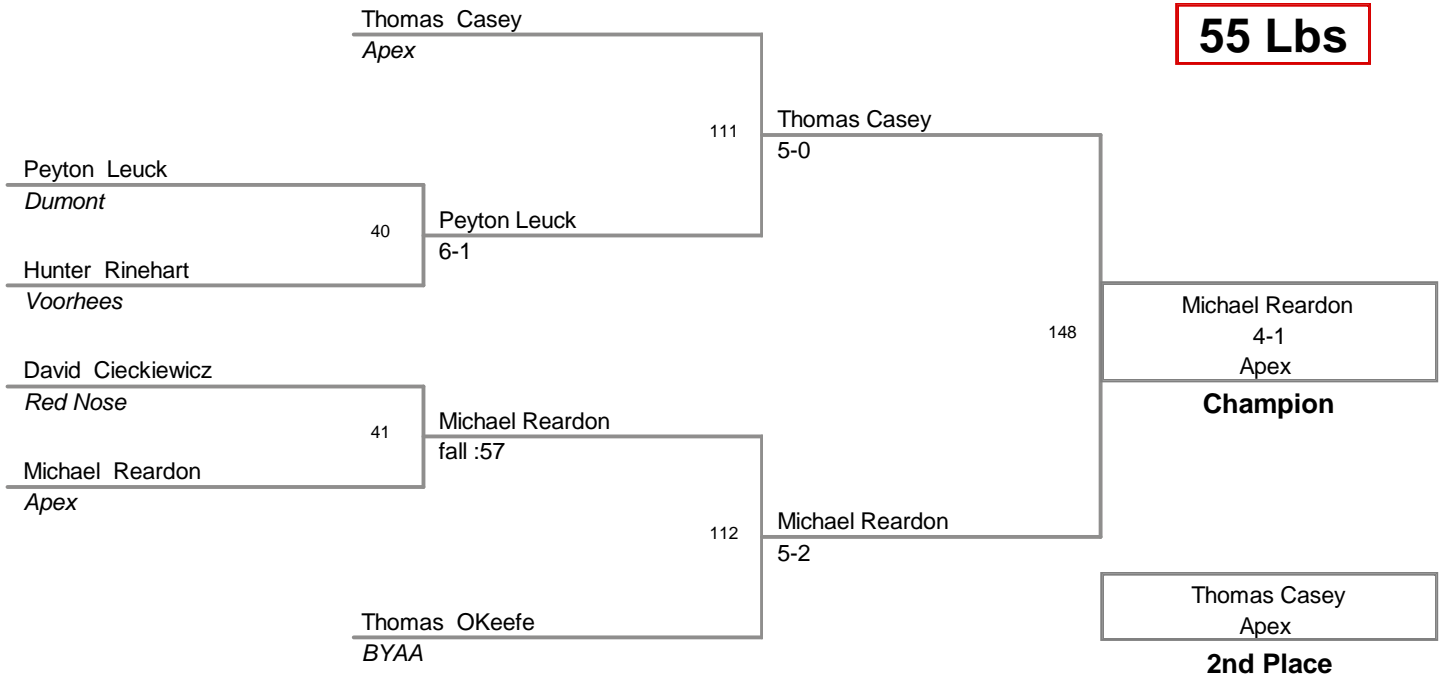 Thomas Casey
Apex
55 Lbs
111
Thomas Casey
5-0
Peyton Leuck
Dumont
40
Peyton Leuck
6-1
Hunter Rinehart
Voorhees
148
Michael Reardon
4-1
Apex
Champion
David Cieckiewicz
Red Nose
41
Michael Reardon
fall :57
Michael Reardon
Apex
112
Michael Reardon
5-2
Thomas OKeefe
BYAA
Thomas Casey
Apex
2nd Place